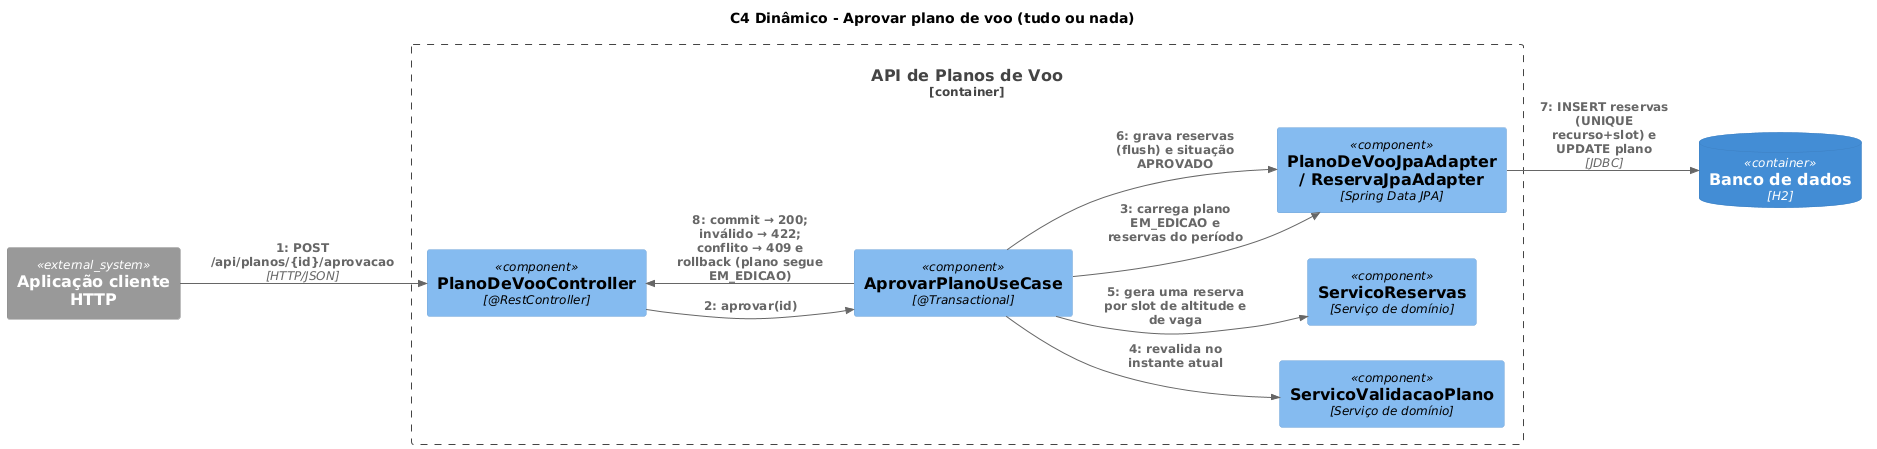 C4 Dinâmico - Aprovar plano de voo (tudo ou nada)
API de Planos de Voo
[container]
«external_system»
Aplicação cliente
HTTP
1: POST
/api/planos/{id}/aprovacao
[HTTP/JSON]
«component»
PlanoDeVooController
[@RestController]
8: commit → 200;
inválido → 422;
conflito → 409 e
rollback (plano segue
EM_EDICAO)
2: aprovar(id)
«component»
AprovarPlanoUseCase
[@Transactional]
6: grava reservas
(flush) e situação
APROVADO
3: carrega plano
EM_EDICAO e
reservas do período
5: gera uma reserva
por slot de altitude e
de vaga
4: revalida no
instante atual
«component»
PlanoDeVooJpaAdapter
/ ReservaJpaAdapter
[Spring Data JPA]
«component»
ServicoReservas
[Serviço de domínio]
«component»
ServicoValidacaoPlano
[Serviço de domínio]
7: INSERT reservas
(UNIQUE
recurso+slot) e
UPDATE plano
[JDBC]
«container»
Banco de dados
[H2]